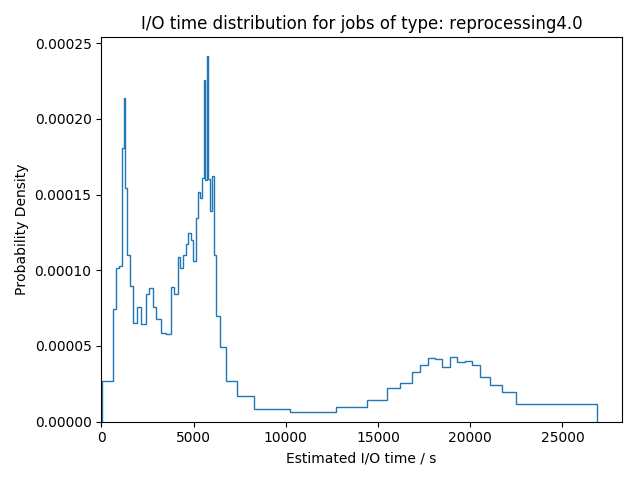 I/O time distribution for jobs of type: reprocessing4.0
0.00025
0.00020
0.00015
0.00010
0.00005
0.00000
Probability Density
0 5000 10000 15000 20000 25000
Estimated I/O time / s